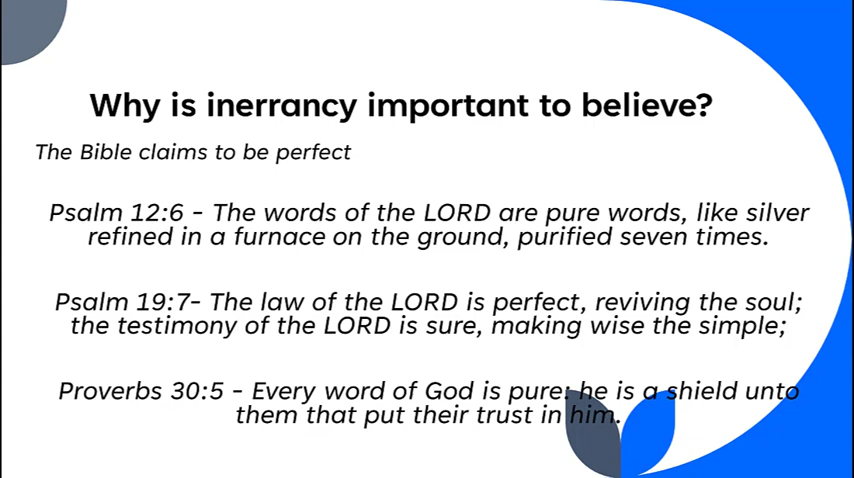 Why is inerrancy important to believe?
The Bible claims to be perfect
Psalm 12:6 - The words of the LORD are pure words, like silver
refined in a furnace on the ground, purified seven times.
Psalm 19:7- The law of the LORD is perfect, reviving the soul;
the testimony of the LORD is sure, making wise the simple;
Proverbs 30:5 - Every word of God is pure: he is a shield unto
them that put their trust in him.